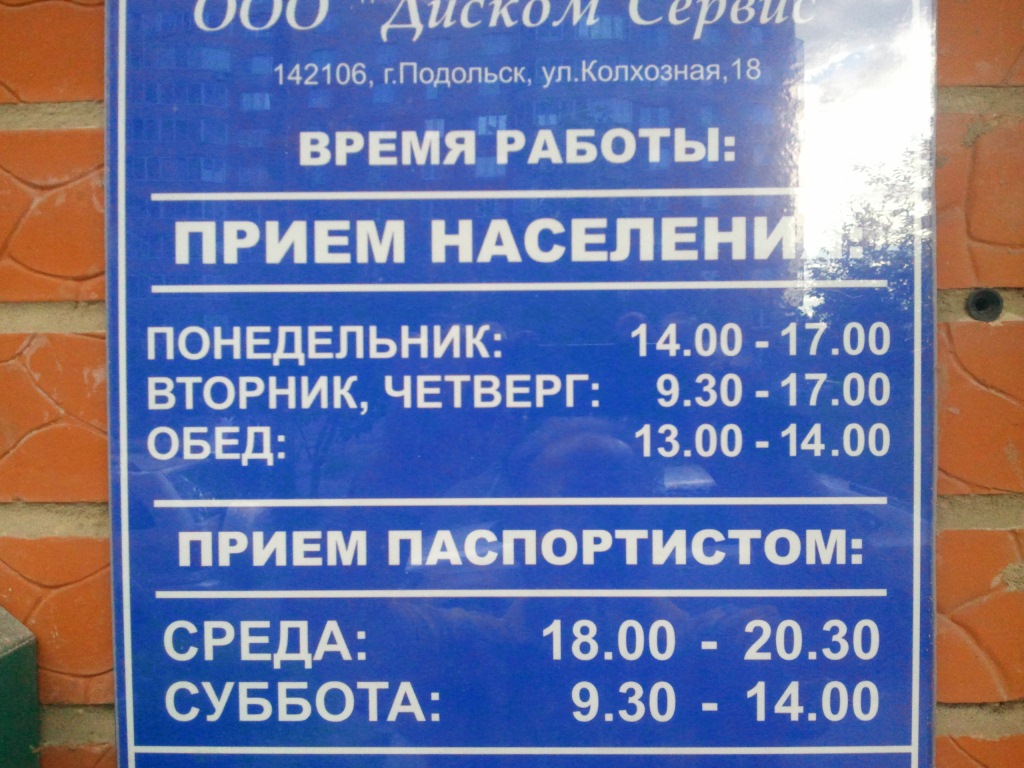 ООО "Диском Сервис"
142106, г.Подольск, ул.Колхозная,18
ВРЕМЯ РАБОТЫ:
ПРИЕМ НАСЕЛЕНИЯ:
ПОНЕДЕЛЬНИК: 14.00 - 17.00
ВТОРНИК, ЧЕТВЕРГ: 9.30 - 17.00
ОБЕД: 13.00 - 14.00
ПРИЕМ ПАСПОРТИСТОМ:
СРЕДА: 18.00 - 20.30
СУББОТА: 9.30 - 14.00